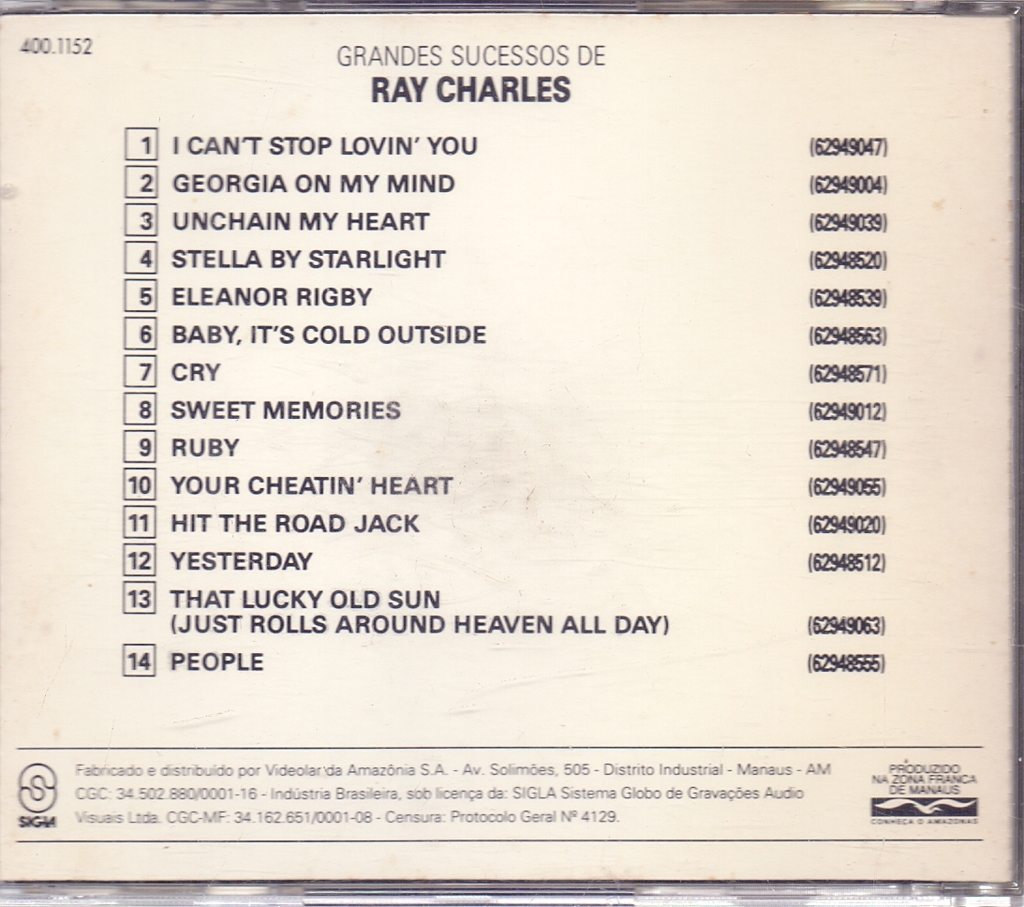 400.1152
GRANDES SUCESSOS DE
RAY CHARLES
1 I CAN'T STOP LOVIN' YOU (62949047)
2 GEORGIA ON MY MIND (62949004)
3 UNCHAIN MY HEART (62949039)
4 STELLA BY STARLIGHT (62948520)
5 ELEANOR RIGBY (62948539)
6 BABY, IT'S COLD OUTSIDE (62948563)
7 CRY (62948571)
8 SWEET MEMORIES (62949012)
9 RUBY (62948547)
10 YOUR CHEATIN' HEART (62949055)
11 HIT THE ROAD JACK (62949020)
12 YESTERDAY (62948512)
13 THAT LUCKY OLD SUN
(JUST ROLLS AROUND HEAVEN ALL DAY) (62949063)
14 PEOPLE (62948555)
Fabricado e distribuído por Videolar da Amazônia S.A. - Av. Solimões, 505 - Distrito Industrial - Manaus - AM
CGC: 34.502.880/0001-16 - Indústria Brasileira, sob licença da: SIGLA Sistema Globo de Gravações Audio
Visuais Ltda. CGC-MF: 34.162.651/0001-08 - Censura: Protocolo Geral Nº 4129.
SIGLA
PRODUZIDO
NA ZONA FRANCA
DE MANAUS
CONHEÇA O AMAZONAS